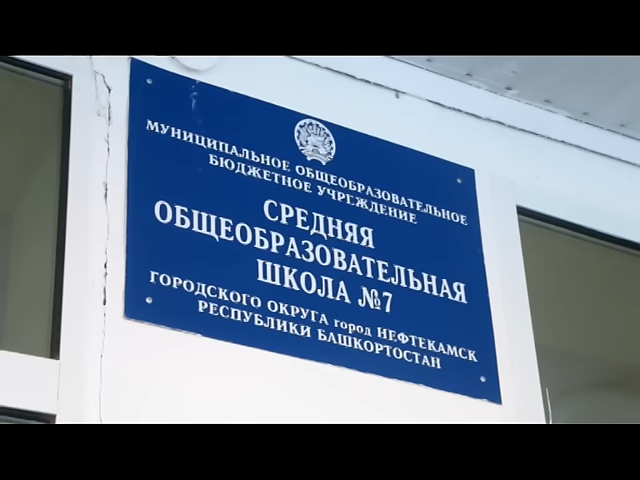 МУНИЦИПАЛЬНОЕ ОБЩЕОБРАЗОВАТЕЛЬНОЕ
БЮДЖЕТНОЕ УЧРЕЖДЕНИЕ
СРЕДНЯЯ
ОБЩЕОБРАЗОВАТЕЛЬНАЯ
ШКОЛА №7
ГОРОДСКОГО ОКРУГА город НЕФТЕКАМСК
РЕСПУБЛИКИ БАШКОРТОСТАН